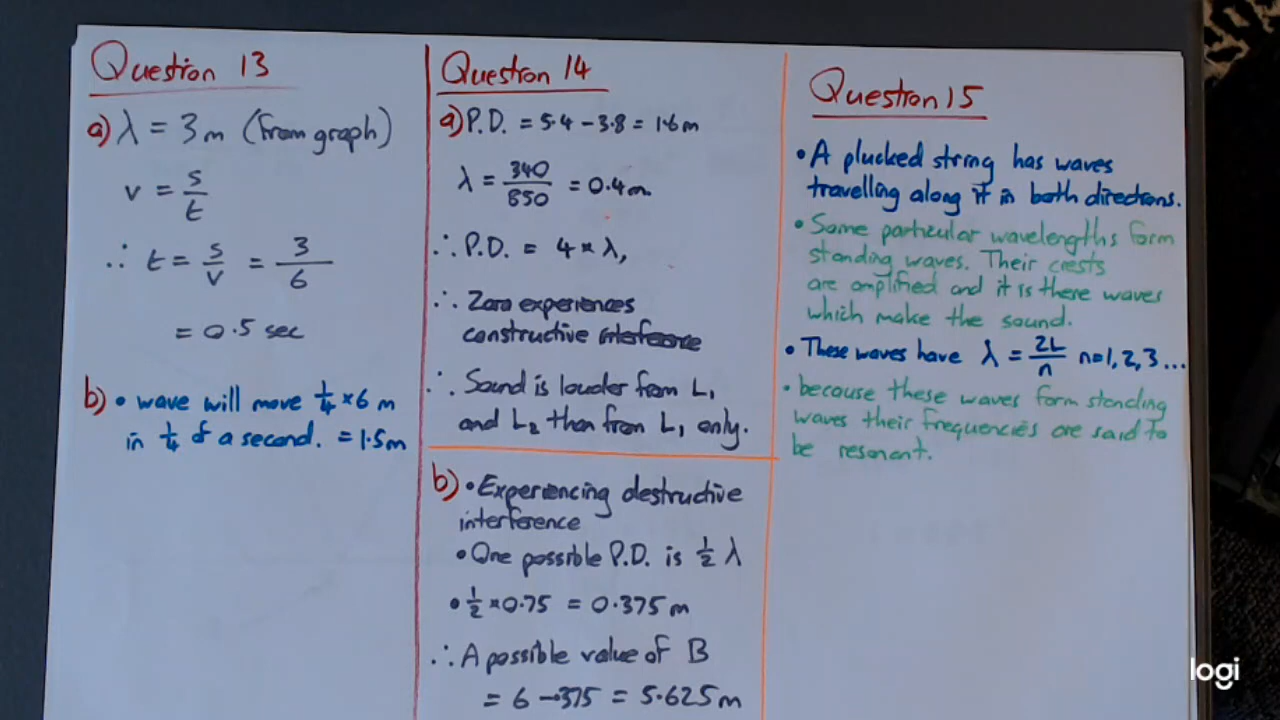 Question 13
a) λ = 3m (From graph)
v = s/t
∴ t = s/v = 3/6
= 0.5 sec
b) • wave will move 1/4 × 6 m
in 1/4 of a second. = 1.5m
Question 14
a) P.D. = 5.4 – 3.8 = 1.6m
λ = 340/850 = 0.4m
∴ P.D. = 4 × λ,
∴ Zara experiences
constructive interference
∴ Sound is louder from L1
and L2 than from L1 only.
b) • Experiencing destructive
interference
• One possible P.D. is 1/2 λ
• 1/2 × 0.75 = 0.375 m
∴ A possible value of B
= 6 – .375 = 5.625 m
Question 15
• A plucked string has waves
travelling along it in both directions.
• Some particular wavelengths form
standing waves. Their crests
are amplified and it is there waves
which make the sound.
• These waves have λ = 2L/n n=1, 2, 3 ...
• because these waves form standing
waves their frequencies are said to
be resonent.
logi